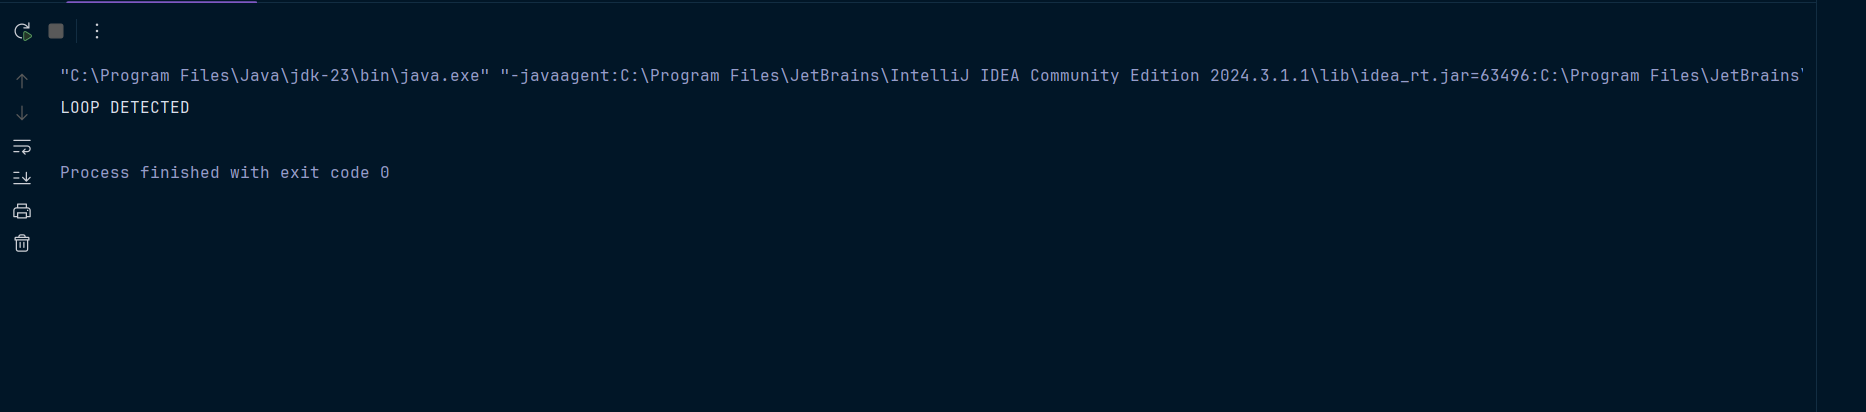 "C:\Program Files\Java\jdk-23\bin\java.exe" "-javaagent:C:\Program Files\JetBrains\IntelliJ IDEA Community Edition 2024.3.1.1\lib\idea_rt.jar=63496:C:\Program Files\JetBrains\
LOOP DETECTED
Process finished with exit code 0